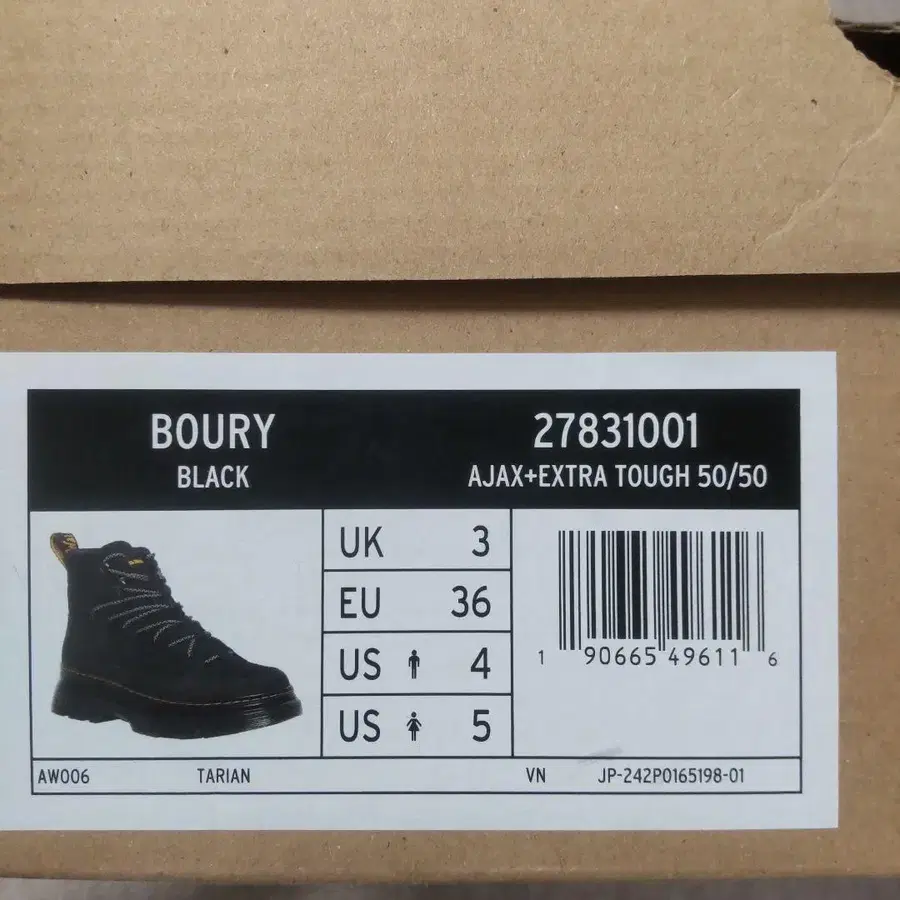 BOURY
BLACK
27831001
AJAX+EXTRA TOUGH 50/50
UK 3
EU 36
US 4
US 5
1 90665 49611 6
AW006 TARIAN VN JP-242P0165198-01